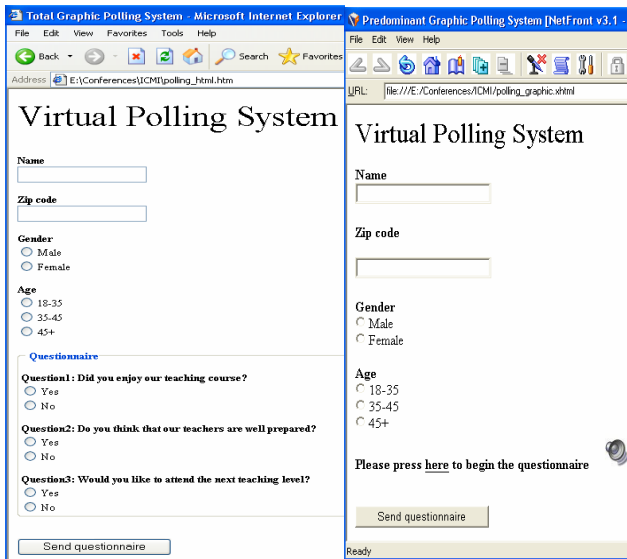 Total Graphic Polling System - Microsoft Internet Explorer
File Edit View Favorites Tools Help
Back Search Favorites
Address E:\Conferences\ICMI\polling_html.htm
Virtual Polling System
Name
Zip code
Gender
Male
Female
Age
18-35
35-45
45+
Questionnaire
Question1: Did you enjoy our teaching course?
Yes
No
Question2: Do you think that our teachers are well prepared?
Yes
No
Question3: Would you like to attend the next teaching level?
Yes
No
Send questionnaire
Predominant Graphic Polling System [NetFront v3.1 -
File Edit View Help
URL: file:///E:/Conferences/ICMI/polling_graphic.xhtml
Virtual Polling System
Name
Zip code
Gender
Male
Female
Age
18-35
35-45
45+
Please press here to begin the questionnaire
Send questionnaire
Ready